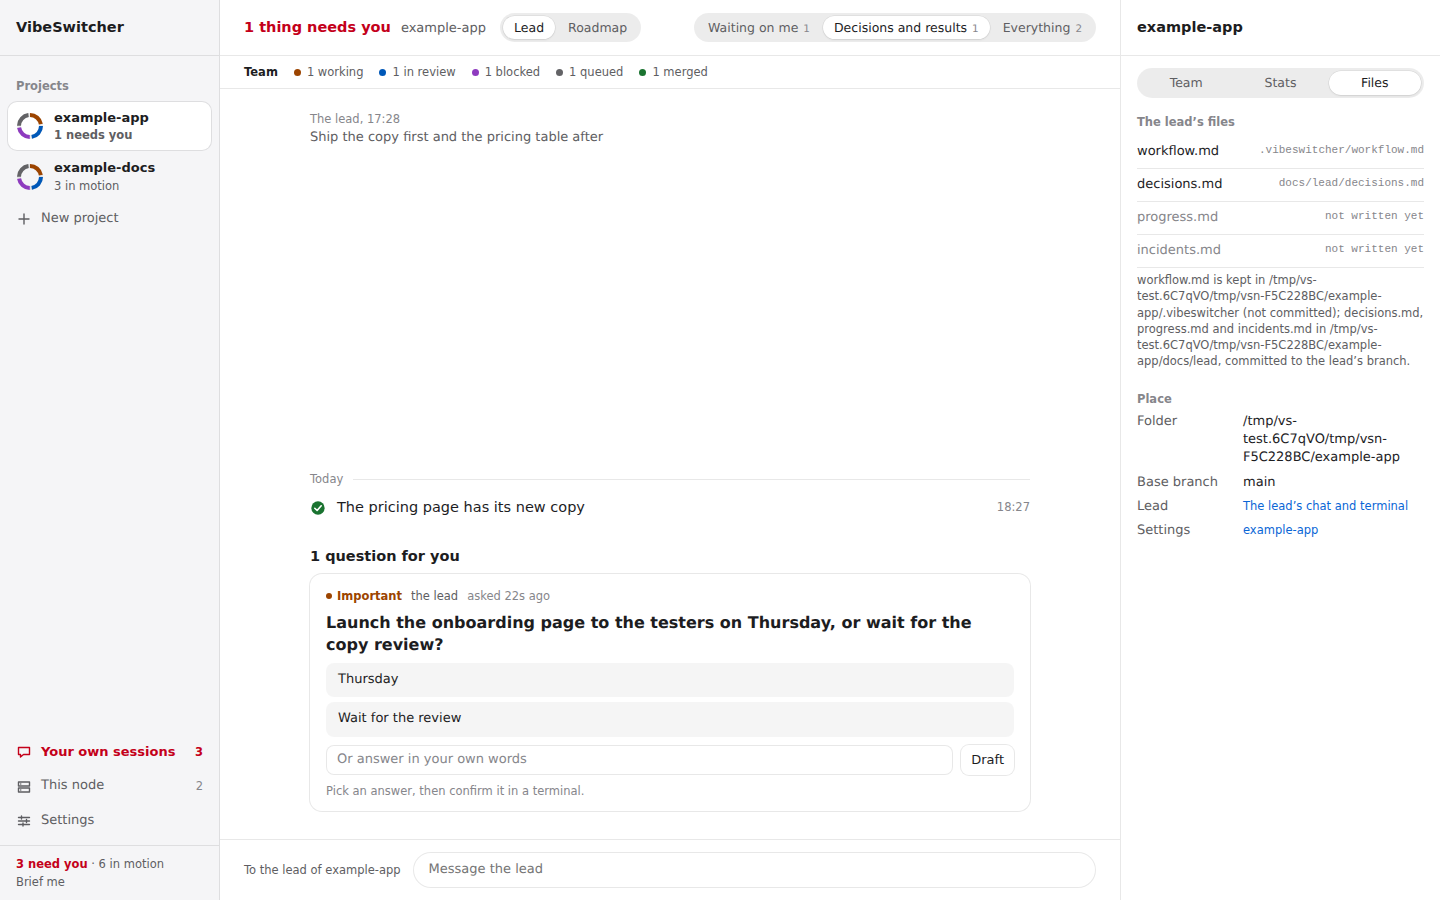 VibeSwitcher
Projects
example-app
1 needs you
example-docs
3 in motion
New project
Your own sessions 3
This node 2
Settings
3 need you · 6 in motion
Brief me
1 thing needs you example-app Lead Roadmap Waiting on me 1 Decisions and results 1 Everything 2
Team 1 working 1 in review 1 blocked 1 queued 1 merged
The lead, 17:28
Ship the copy first and the pricing table after
Today
The pricing page has its new copy 18:27
1 question for you
Important the lead asked 22s ago
Launch the onboarding page to the testers on Thursday, or wait for the
copy review?
Thursday
Wait for the review
Or answer in your own words Draft
Pick an answer, then confirm it in a terminal.
To the lead of example-app Message the lead
example-app
Team Stats Files
The lead’s files
workflow.md .vibeswitcher/workflow.md
decisions.md docs/lead/decisions.md
progress.md not written yet
incidents.md not written yet
workflow.md is kept in /tmp/vs-
test.6C7qVO/tmp/vsn-F5C228BC/example-
app/.vibeswitcher (not committed); decisions.md,
progress.md and incidents.md in /tmp/vs-
test.6C7qVO/tmp/vsn-F5C228BC/example-
app/docs/lead, committed to the lead’s branch.
Place
Folder /tmp/vs-
test.6C7qVO/tmp/vsn-
F5C228BC/example-app
Base branch main
Lead The lead’s chat and terminal
Settings example-app